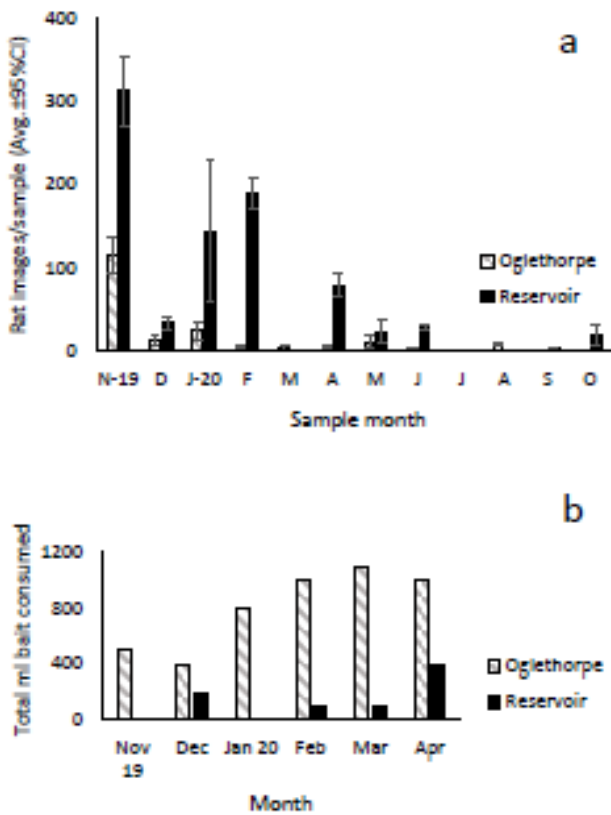 a
400
300
200
100
0
Rat images/sample (Avg.±95%CI)
Oglethorpe
Reservoir
N-19 D J-20 F M A M J J A S O
Sample month
b
1200
800
400
0
Total ml bait consumed
Oglethorpe
Reservoir
Nov Dec Jan 20 Feb Mar Apr
19
Month